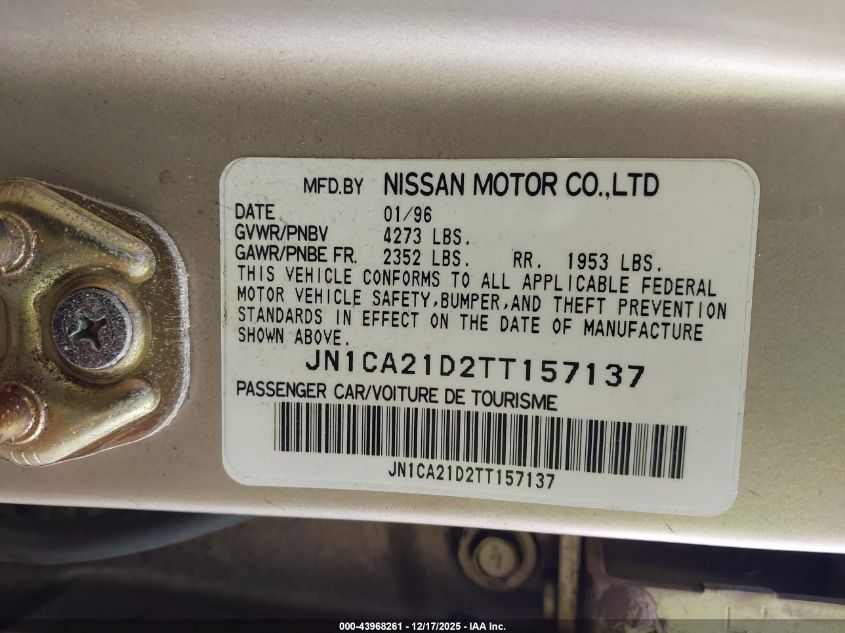 MFD.BY NISSAN MOTOR CO.,LTD
DATE 01/96
GVWR/PNBV 4273 LBS.
GAWR/PNBE FR. 2352 LBS. RR. 1953 LBS.
THIS VEHICLE CONFORMS TO ALL APPLICABLE FEDERAL
MOTOR VEHICLE SAFETY,BUMPER,AND THEFT PREVENTION
STANDARDS IN EFFECT ON THE DATE OF MANUFACTURE
SHOWN ABOVE.
JN1CA21D2TT157137
PASSENGER CAR/VOITURE DE TOURISME
JN1CA21D2TT157137
000-43968261 - 12/17/2025 - IAA Inc.